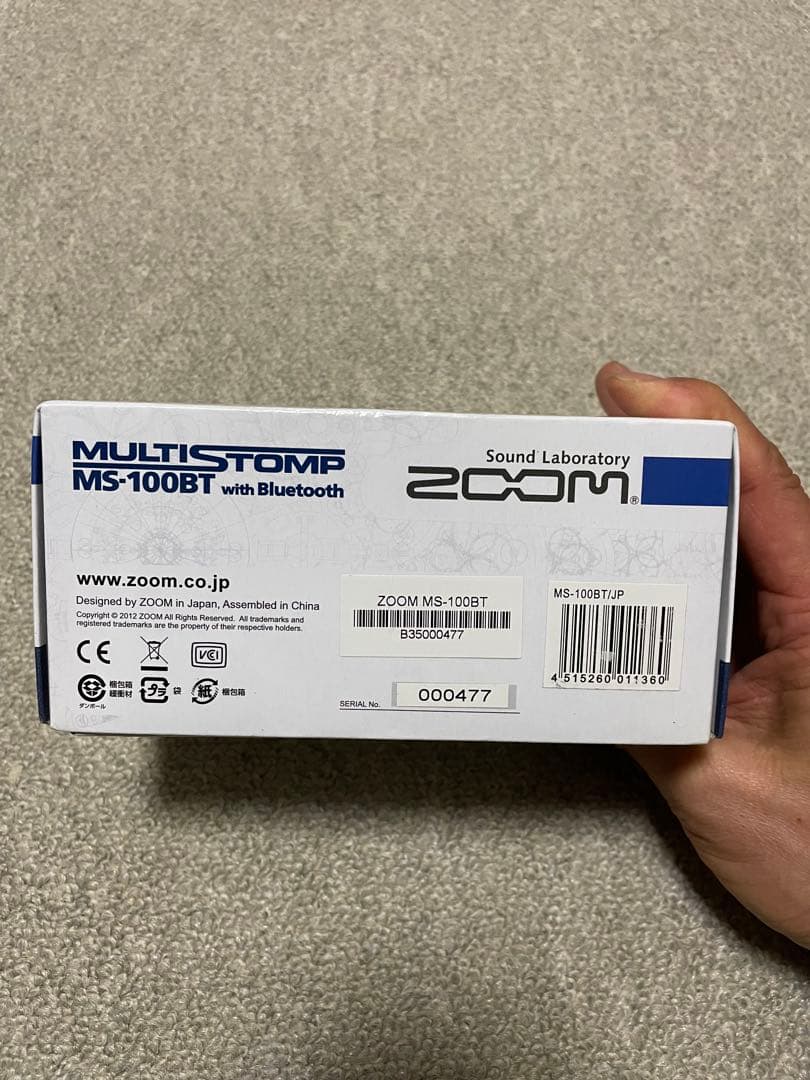 MULTISTOMP
MS-100BT with Bluetooth
Sound Laboratory
ZOOM®
www.zoom.co.jp
Designed by ZOOM in Japan, Assembled in China
Copyright © 2012 ZOOM All Rights Reserved. All trademarks and
registered trademarks are the property of their respective holders.
CE
VCI
ダンボール
梱包箱
緩衝材
プラ
袋
紙
梱包箱
ZOOM MS-100BT
B35000477
SERIAL No.
000477
MS-100BT/JP
4 515260 011360